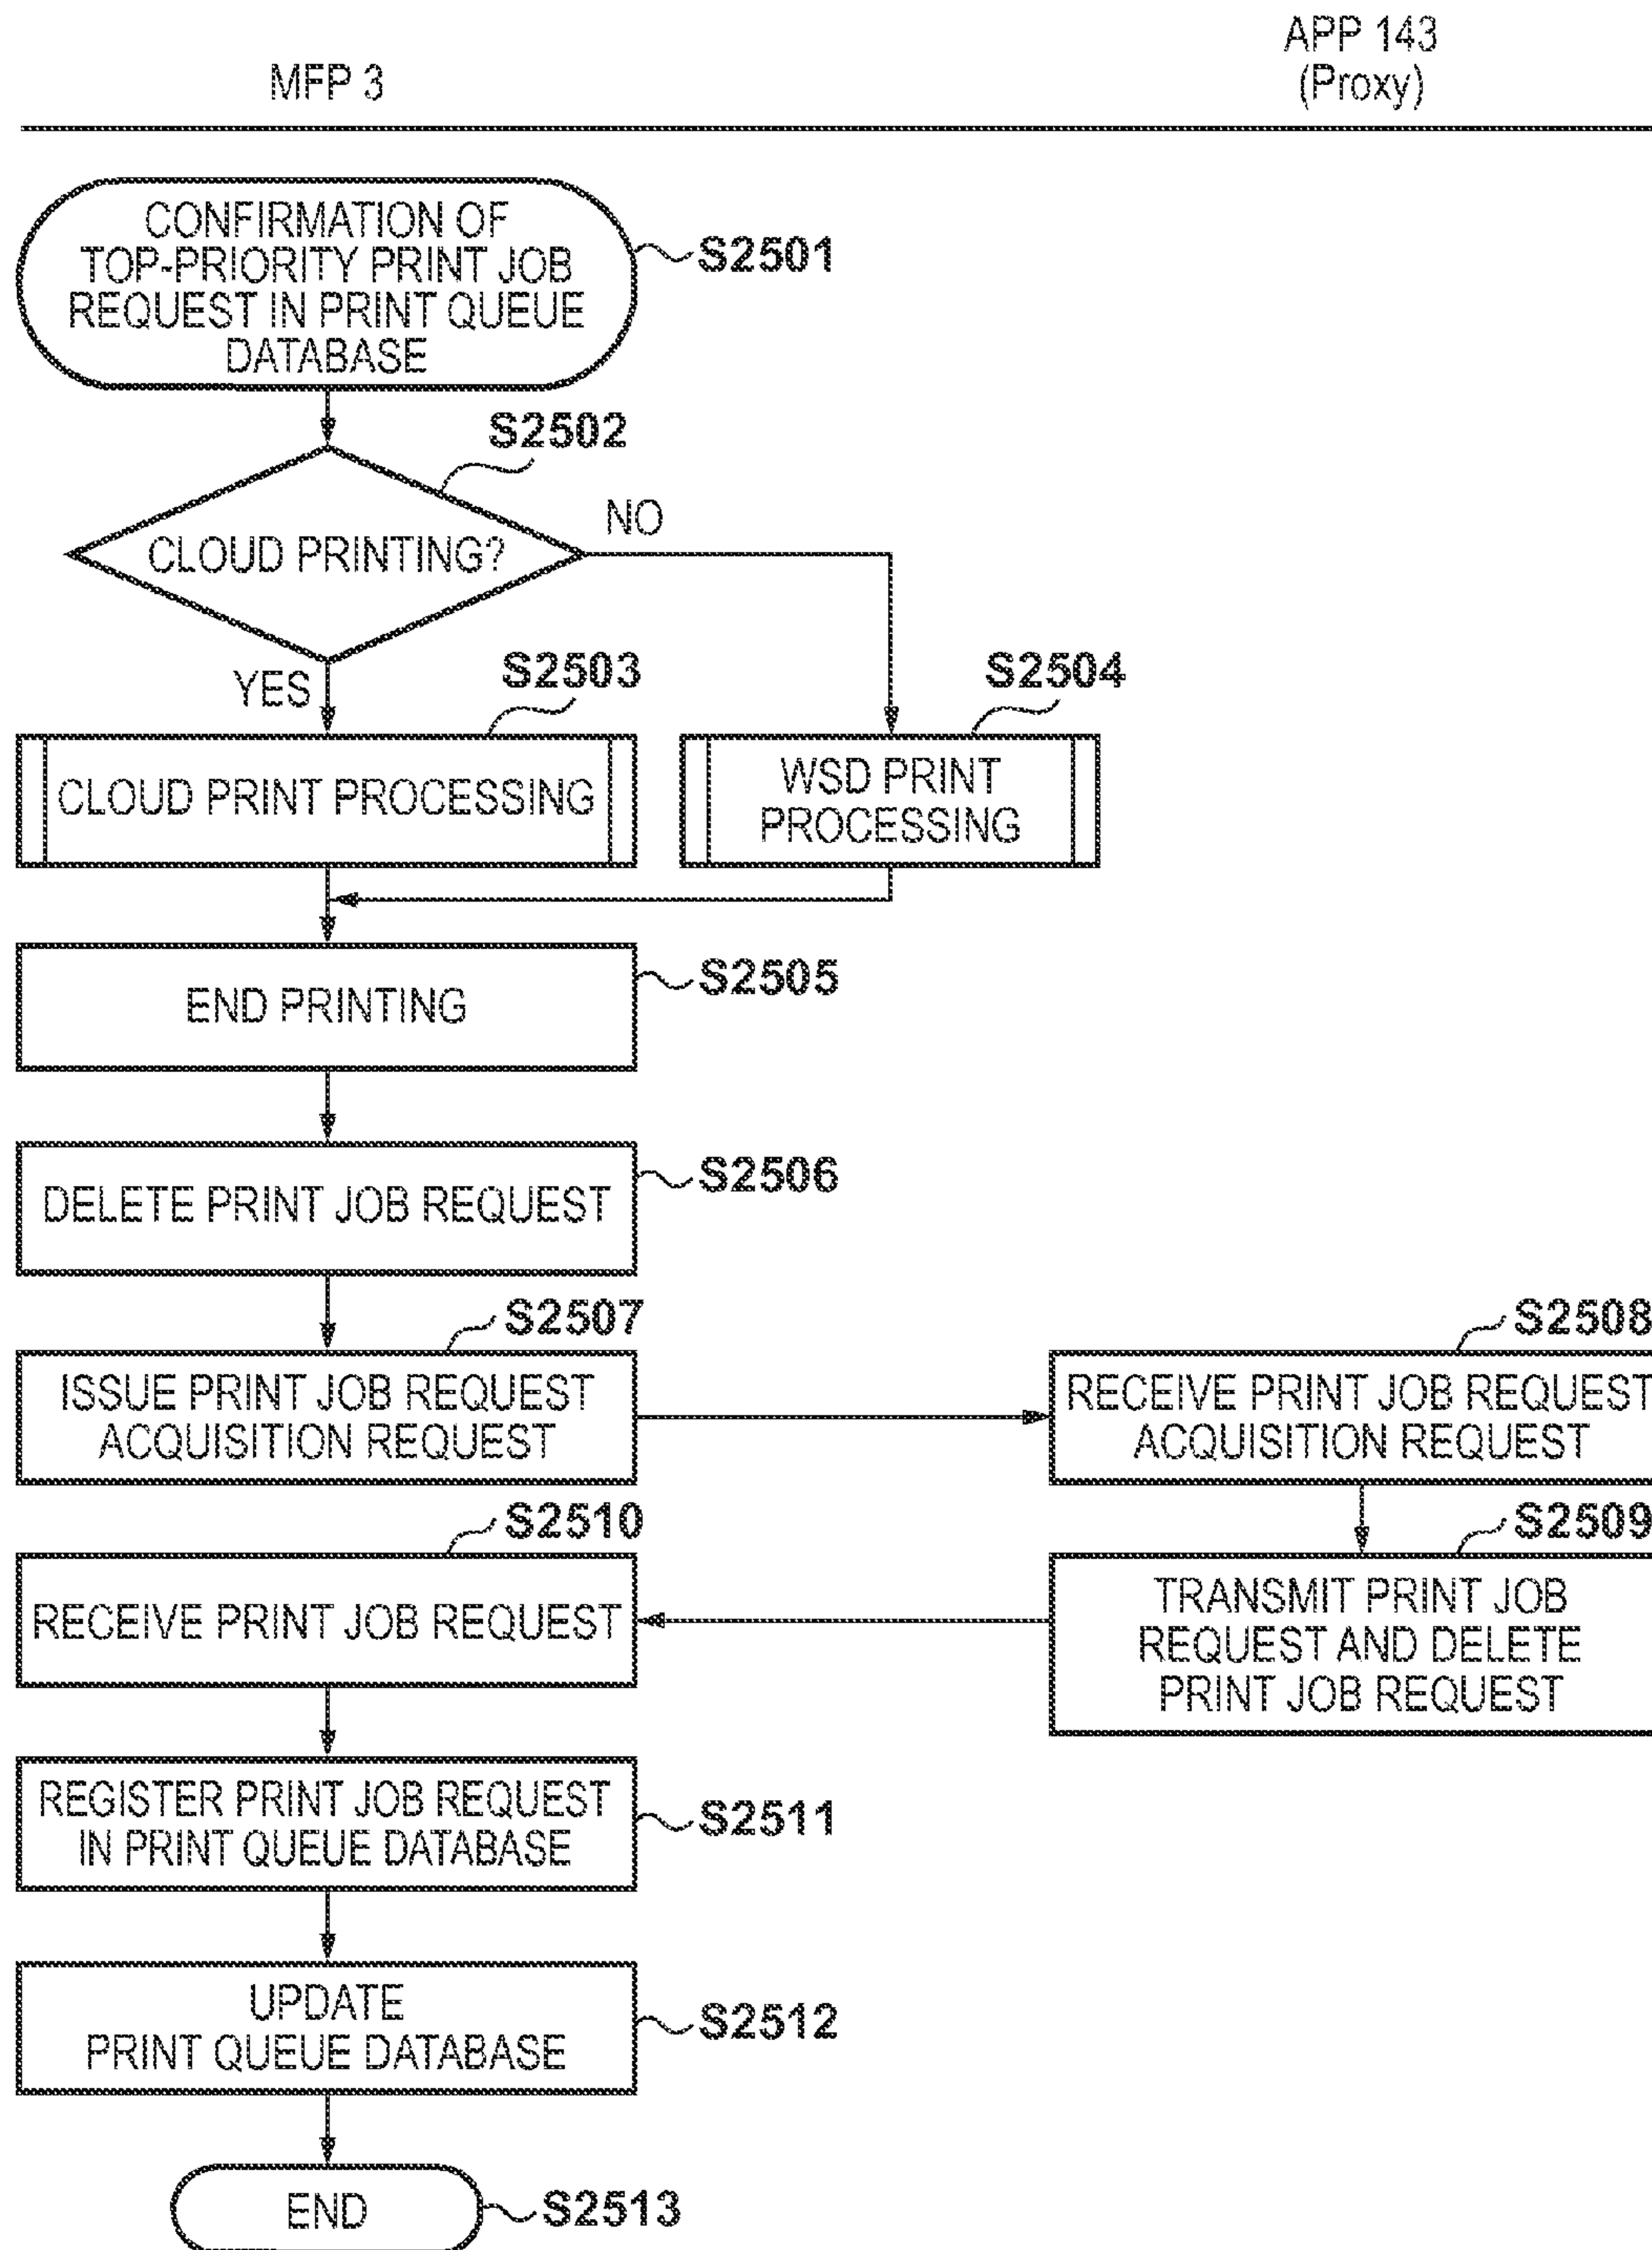 MFP 3
APP 143
(Proxy)
CONFIRMATION OF
TOP-PRIORITY PRINT JOB
REQUEST IN PRINT QUEUE
DATABASE
S2501
S2502
CLOUD PRINTING?
NO
YES
S2503
S2504
CLOUD PRINT PROCESSING
WSD PRINT
PROCESSING
END PRINTING
S2505
DELETE PRINT JOB REQUEST
S2506
S2507
ISSUE PRINT JOB REQUEST
ACQUISITION REQUEST
S2508
RECEIVE PRINT JOB REQUEST
ACQUISITION REQUEST
S2510
RECEIVE PRINT JOB REQUEST
S2509
TRANSMIT PRINT JOB
REQUEST AND DELETE
PRINT JOB REQUEST
REGISTER PRINT JOB REQUEST
IN PRINT QUEUE DATABASE
S2511
UPDATE
PRINT QUEUE DATABASE
S2512
END
S2513